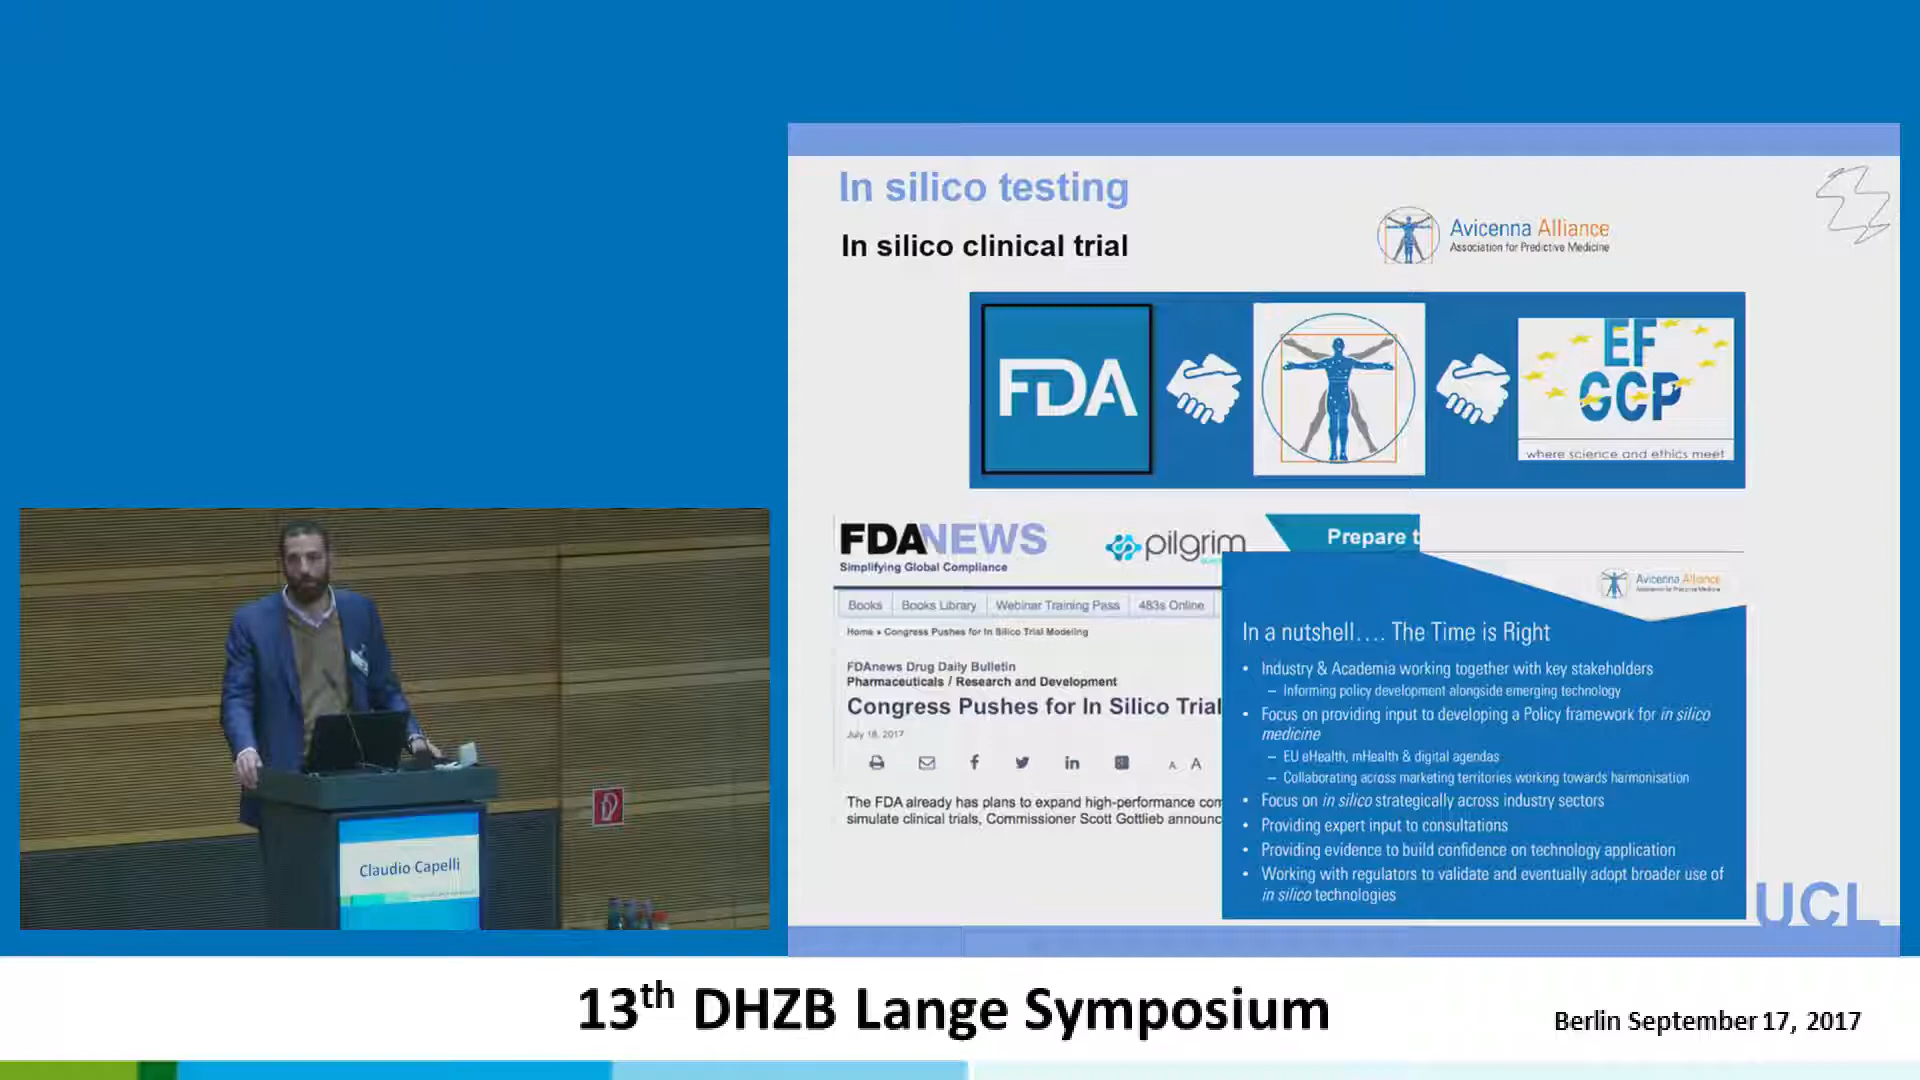 In silico testing
In silico clinical trial
Avicenna Alliance
Association for Predictive Medicine
FDA
EF
GCP
where science and ethics meet
FDANEWS
Simplifying Global Compliance
pilgrim
Prepare t
Books
Books Library
Webinar Training Pass
483s Online
Home » Congress Pushes for In Silico Trial Modeling
FDAnews Drug Daily Bulletin
Pharmaceuticals / Research and Development
Congress Pushes for In Silico Trial
July 18, 2017
A A
The FDA already has plans to expand high-performance com
simulate clinical trials, Commissioner Scott Gottlieb announc
Avicenna Alliance
Association for Predictive Medicine
In a nutshell…. The Time is Right
• Industry & Academia working together with key stakeholders
– Informing policy development alongside emerging technology
• Focus on providing input to developing a Policy framework for in silico
medicine
– EU eHealth, mHealth & digital agendas
– Collaborating across marketing territories working towards harmonisation
• Focus on in silico strategically across industry sectors
• Providing expert input to consultations
• Providing evidence to build confidence on technology application
• Working with regulators to validate and eventually adopt broader use of
in silico technologies
UCL
Claudio Capelli
13th DHZB Lange Symposium
Berlin September 17, 2017